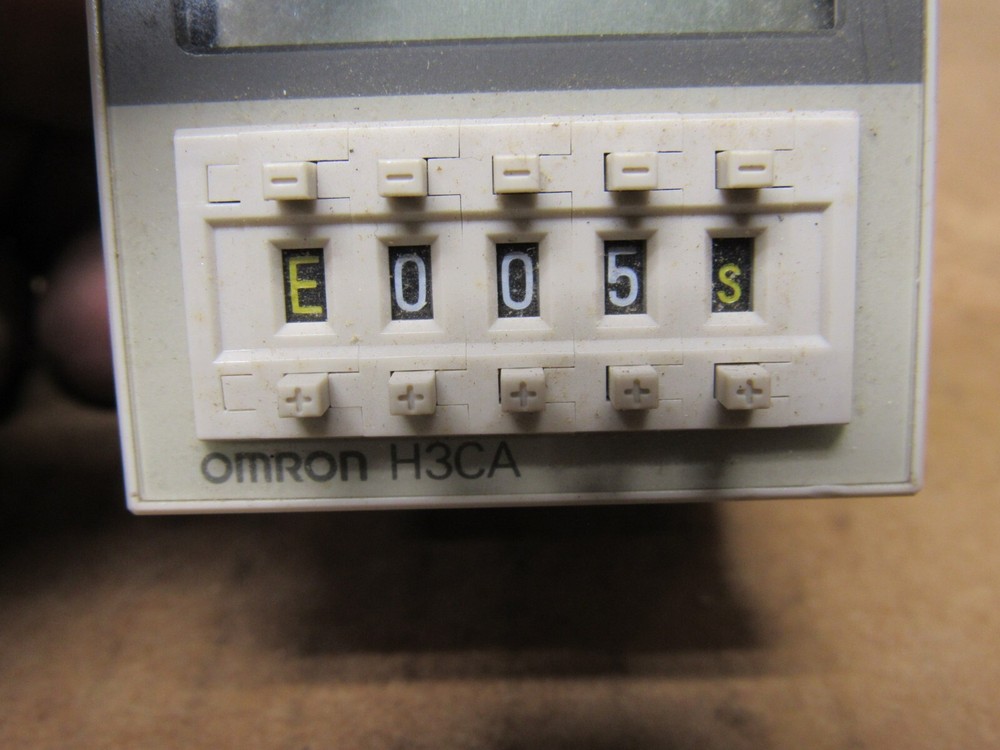 − − − − −
E 0 0 5 s
+ + + + +
omron H3CA